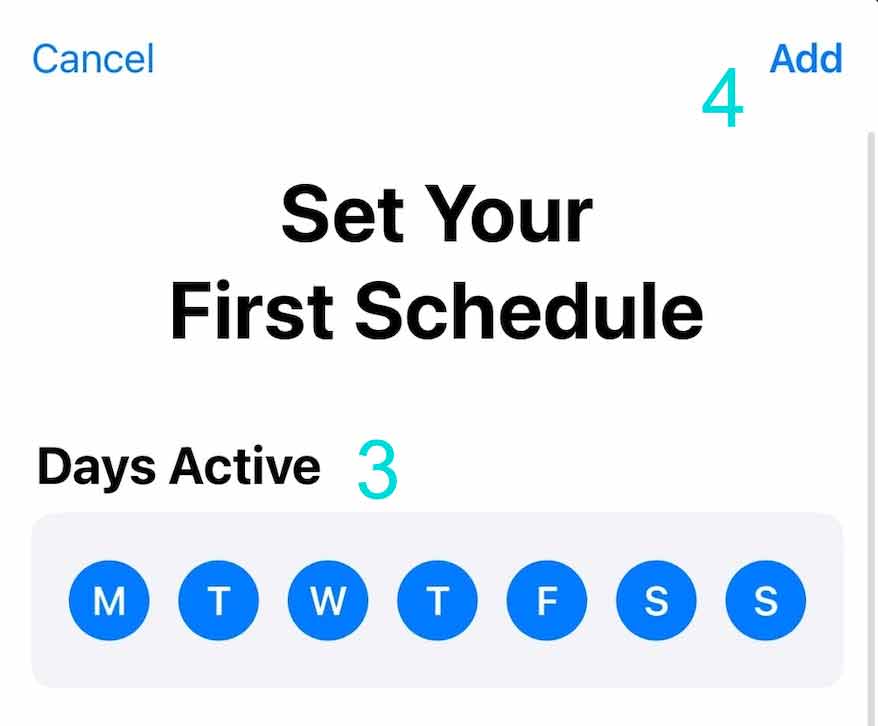 Cancel Add
4
Set Your
First Schedule
Days Active 3
M T W T F S S